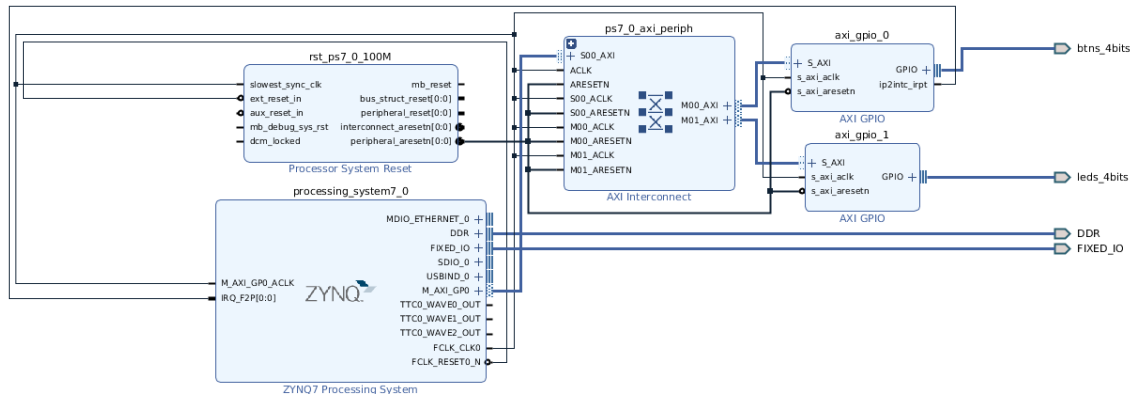 rst_ps7_0_100M
slowest_sync_clk
ext_reset_in
aux_reset_in
mb_debug_sys_rst
dcm_locked
mb_reset
bus_struct_reset[0:0]
peripheral_reset[0:0]
interconnect_aresetn[0:0]
peripheral_aresetn[0:0]
Processor System Reset
ps7_0_axi_periph
S00_AXI
ACLK
ARESETN
S00_ACLK
S00_ARESETN
M00_ACLK
M00_ARESETN
M01_ACLK
M01_ARESETN
M00_AXI
M01_AXI
AXI Interconnect
axi_gpio_0
S_AXI
s_axi_aclk
s_axi_aresetn
GPIO
ip2intc_irpt
AXI GPIO
axi_gpio_1
S_AXI
s_axi_aclk
s_axi_aresetn
GPIO
AXI GPIO
btns_4bits
leds_4bits
DDR
FIXED_IO
processing_system7_0
M_AXI_GP0_ACLK
IRQ_F2P[0:0]
ZYNQ
MDIO_ETHERNET_0
DDR
FIXED_IO
SDIO_0
USBIND_0
M_AXI_GP0
TTC0_WAVE0_OUT
TTC0_WAVE1_OUT
TTC0_WAVE2_OUT
FCLK_CLK0
FCLK_RESET0_N
ZYNQ7 Processing System